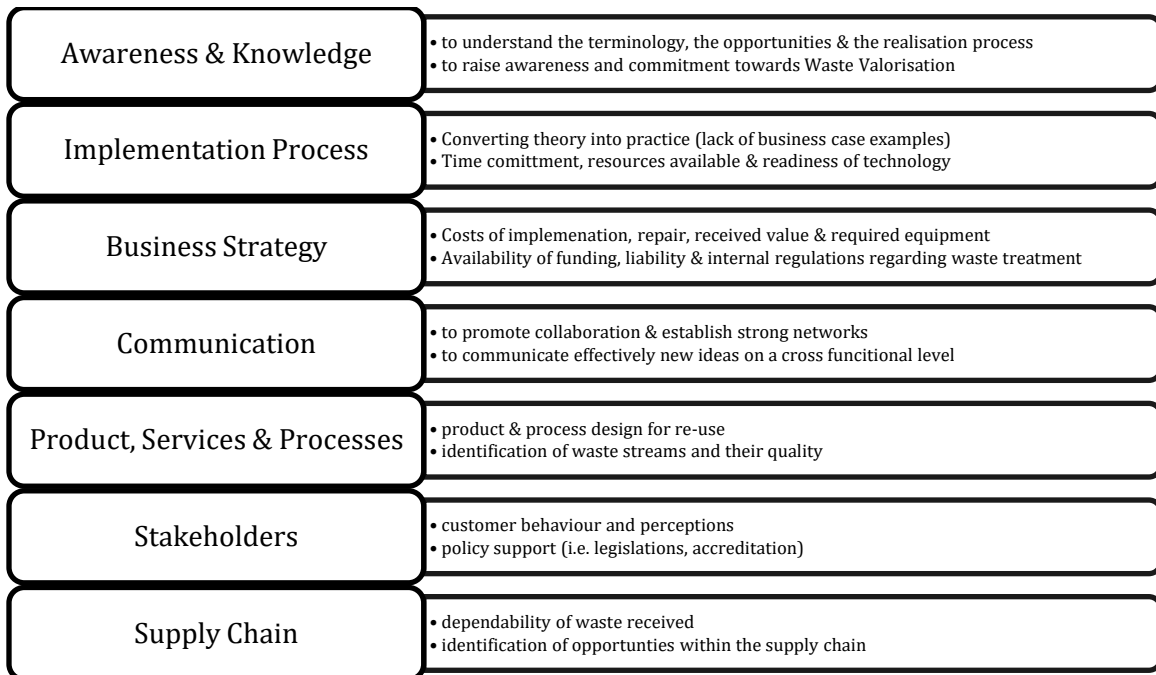 Awareness & Knowledge
• to understand the terminology, the opportunities & the realisation process
• to raise awareness and commitment towards Waste Valorisation
Implementation Process
• Converting theory into practice (lack of business case examples)
• Time comittment, resources available & readiness of technology
Business Strategy
• Costs of implemenation, repair, received value & required equipment
• Availability of funding, liability & internal regulations regarding waste treatment
Communication
• to promote collaboration & establish strong networks
• to communicate effectively new ideas on a cross funcitional level
Product, Services & Processes
• product & process design for re-use
• identification of waste streams and their quality
Stakeholders
• customer behaviour and perceptions
• policy support (i.e. legislations, accreditation)
Supply Chain
• dependability of waste received
• identification of opportunties within the supply chain